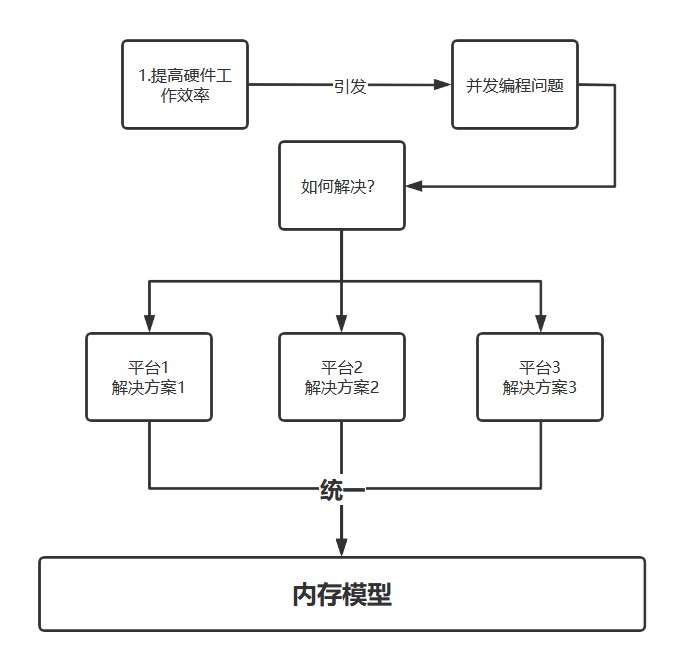 1.提高硬件工
作效率
引发
并发编程问题
如何解决？
平台1
解决方案1
平台2
解决方案2
平台3
解决方案3
统一
内存模型